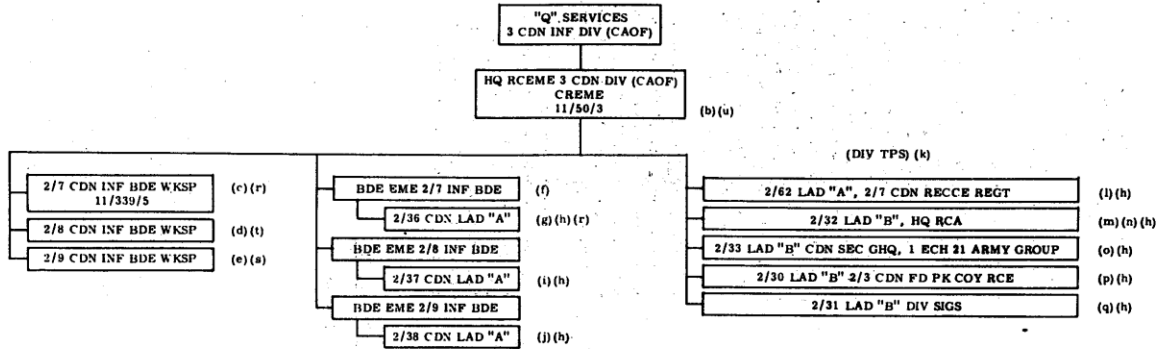 "Q" SERVICES
3 CDN INF DIV (CAOF)
HQ RCEME 3 CDN DIV (CAOF)
CREME
11/50/3
(b)(u)
2/7 CDN INF BDE WKSP
11/339/5
(c)(r)
2/8 CDN INF BDE WKSP
(d)(t)
2/9 CDN INF BDE WKSP
(e)(s)
BDE EME 2/7 INF BDE
(f)
2/36 CDN LAD "A"
(g)(h)(r)
BDE EME 2/8 INF BDE
2/37 CDN LAD "A"
(i)(h)
BDE EME 2/9 INF BDE
2/38 CDN LAD "A"
(j)(h)
(DIV TPS)(k)
2/62 LAD "A", 2/7 CDN RECCE REGT
(l)(h)
2/32 LAD "B", HQ RCA
(m)(n)(h)
2/33 LAD "B" CDN SEC GHQ, 1 ECH 21 ARMY GROUP
(o)(h)
2/30 LAD "B" 2/3 CDN FD PK COY RCE
(p)(h)
2/31 LAD "B" DIV SIGS
(q)(h)